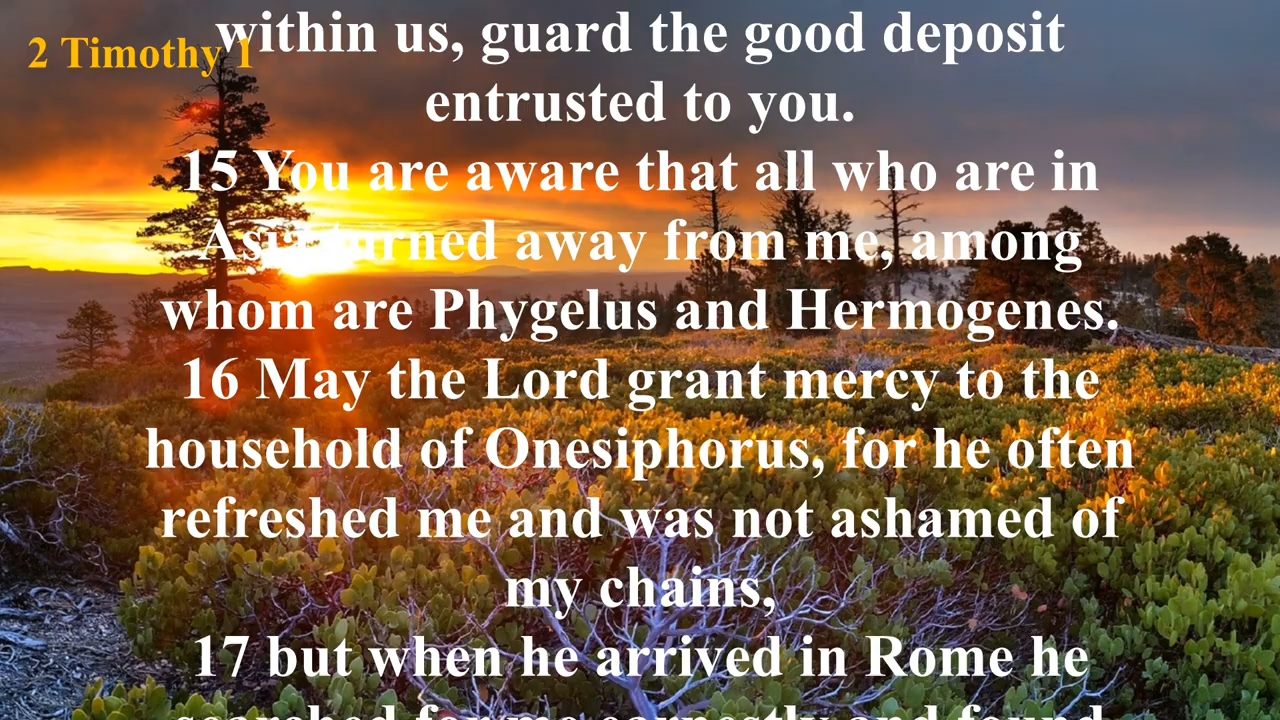 2 Timothy 1
within us, guard the good deposit
entrusted to you.
15 You are aware that all who are in
Asia turned away from me, among
whom are Phygelus and Hermogenes.
16 May the Lord grant mercy to the
household of Onesiphorus, for he often
refreshed me and was not ashamed of
my chains,
17 but when he arrived in Rome he
searched for me earnestly and found